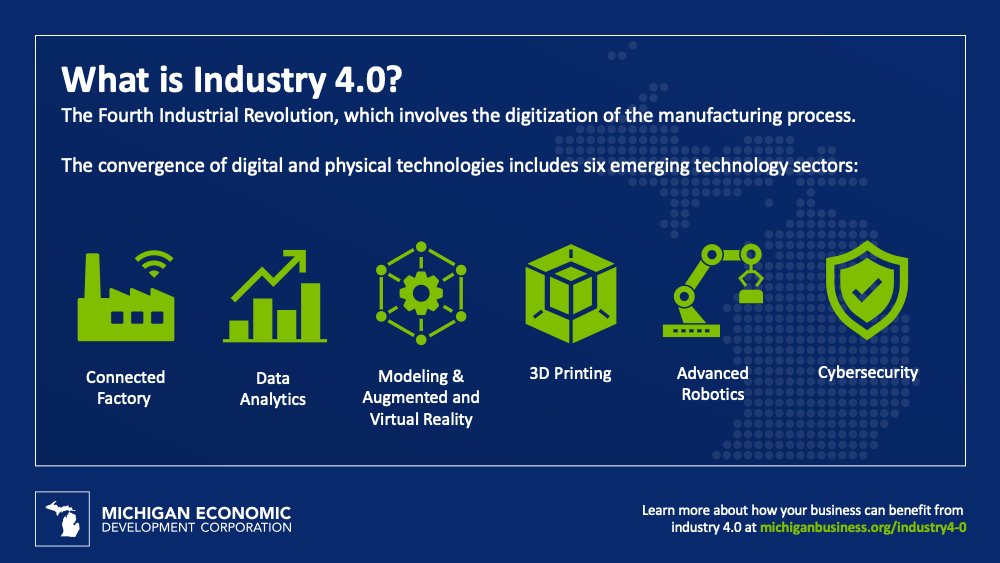 What is Industry 4.0?
The Fourth Industrial Revolution, which involves the digitization of the manufacturing process.
The convergence of digital and physical technologies includes six emerging technology sectors:
Connected
Factory
Data
Analytics
Modeling &
Augmented and
Virtual Reality
3D Printing
Advanced
Robotics
Cybersecurity
MICHIGAN ECONOMIC
DEVELOPMENT CORPORATION
Learn more about how your business can benefit from
industry 4.0 at michiganbusiness.org/industry4-0